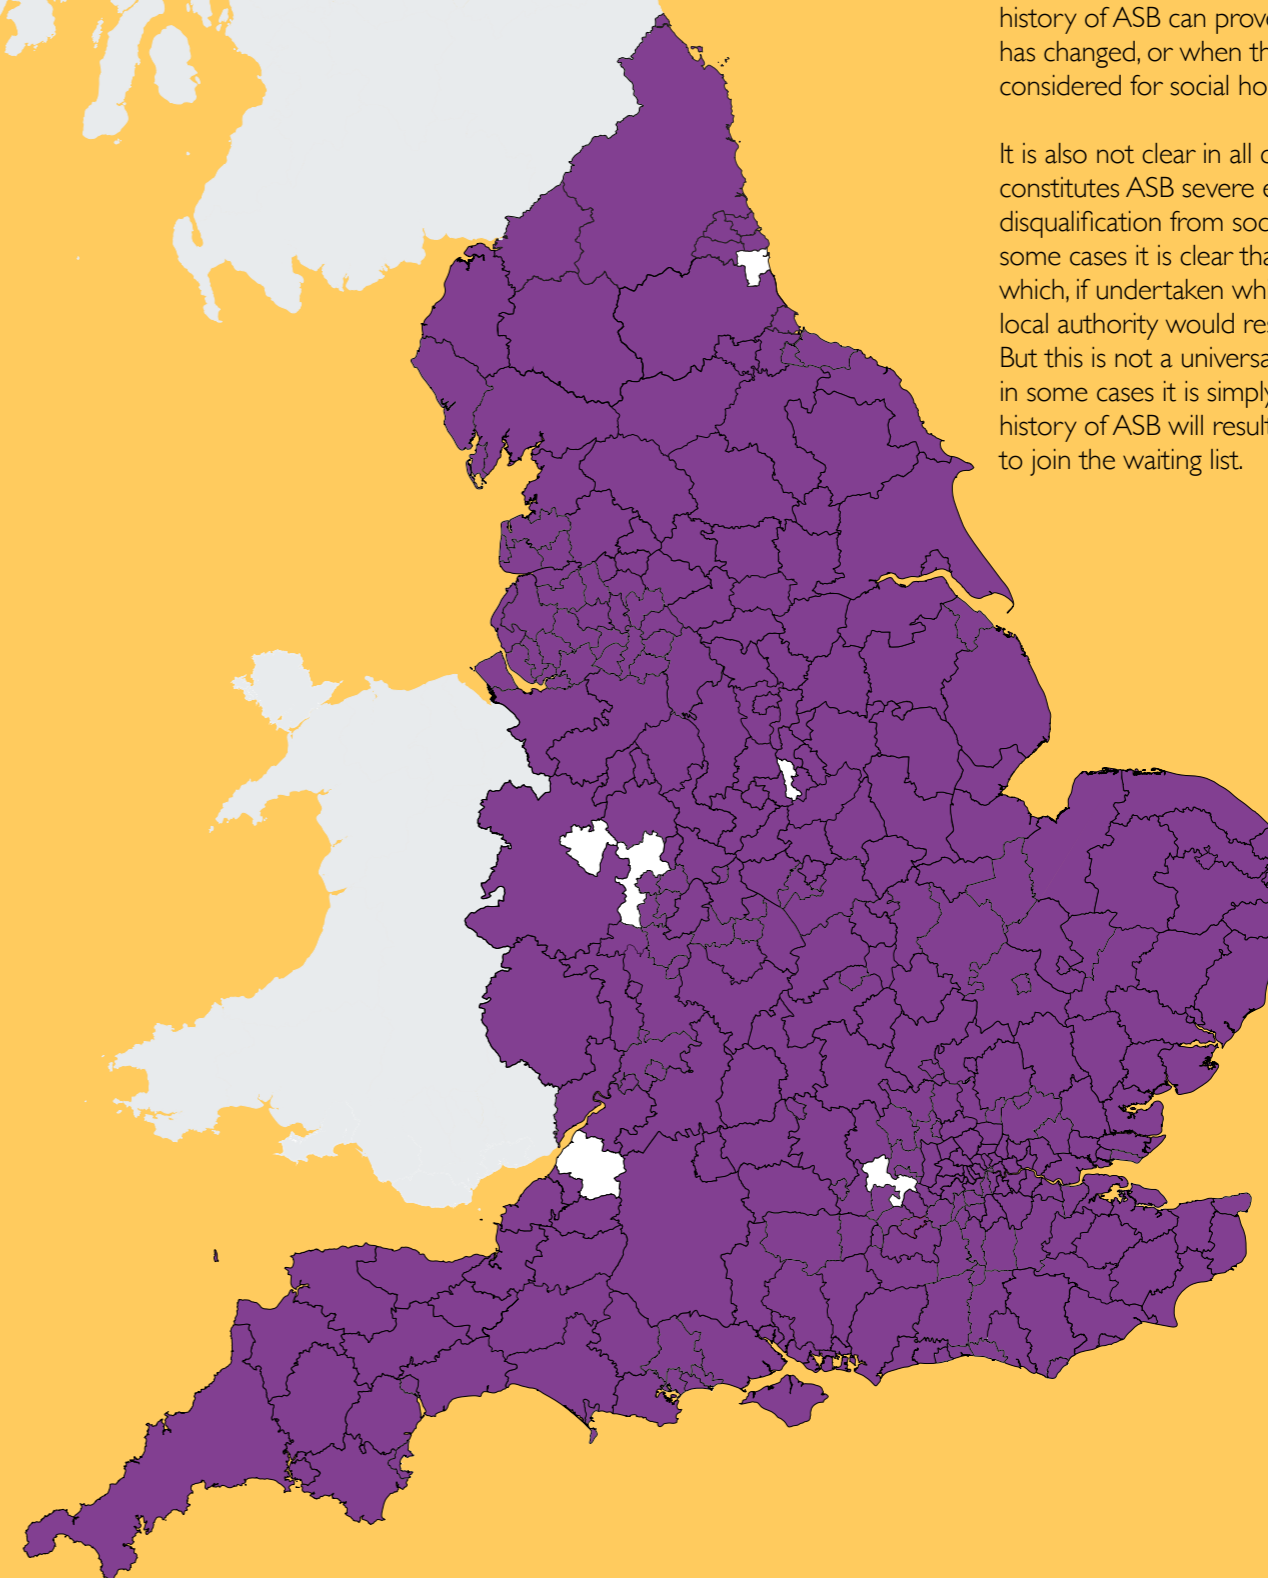 history of ASB can prove
has changed, or when th
considered for social ho
It is also not clear in all
constitutes ASB severe
disqualification from soc
some cases it is clear tha
which, if undertaken wh
local authority would res
But this is not a universa
in some cases it is simply
history of ASB will result
to join the waiting list.